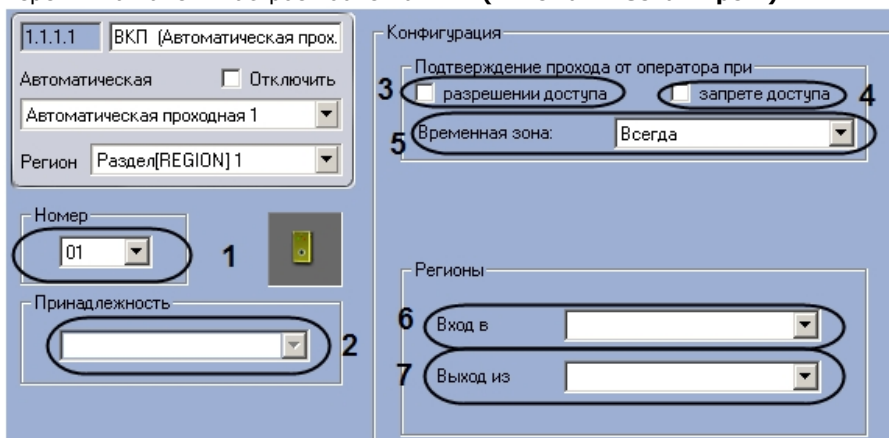 1.1.1.1 ВКП (Автоматическая прох.
Автоматическая Отключить
Автоматическая проходная 1
Регион Раздел[REGION] 1
Номер
01
1
Принадлежность
2
Конфигурация
Подтверждение прохода от оператора при
3 разрешении доступа запрете доступа 4
5 Временная зона: Всегда
Регионы
6 Вход в
7 Выход из